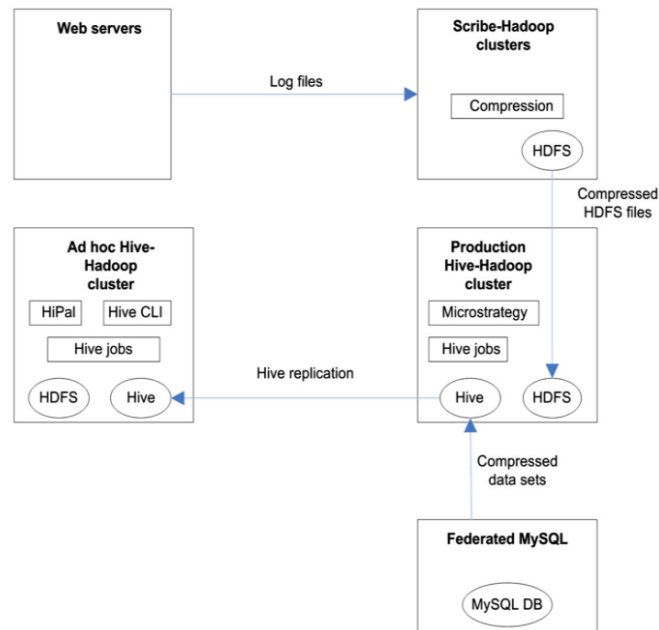 Web servers
Log files
Scribe-Hadoop
clusters
Compression
HDFS
Compressed
HDFS files
Ad hoc Hive-
Hadoop
cluster
HiPal
Hive CLI
Hive jobs
HDFS
Hive
Hive replication
Production
Hive-Hadoop
cluster
Microstrategy
Hive jobs
Hive
HDFS
Compressed
data sets
Federated MySQL
MySQL DB